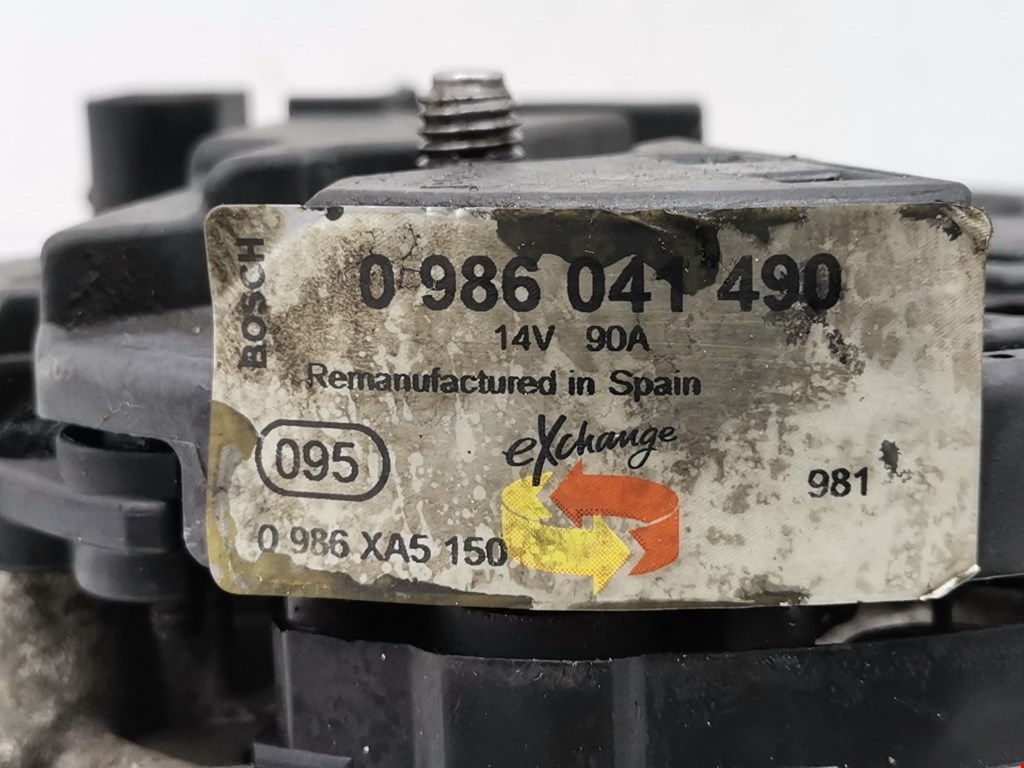 BOSCH
0 986 041 490
14V 90A
Remanufactured in Spain
eXchange
095
981
0 986 XA5 150